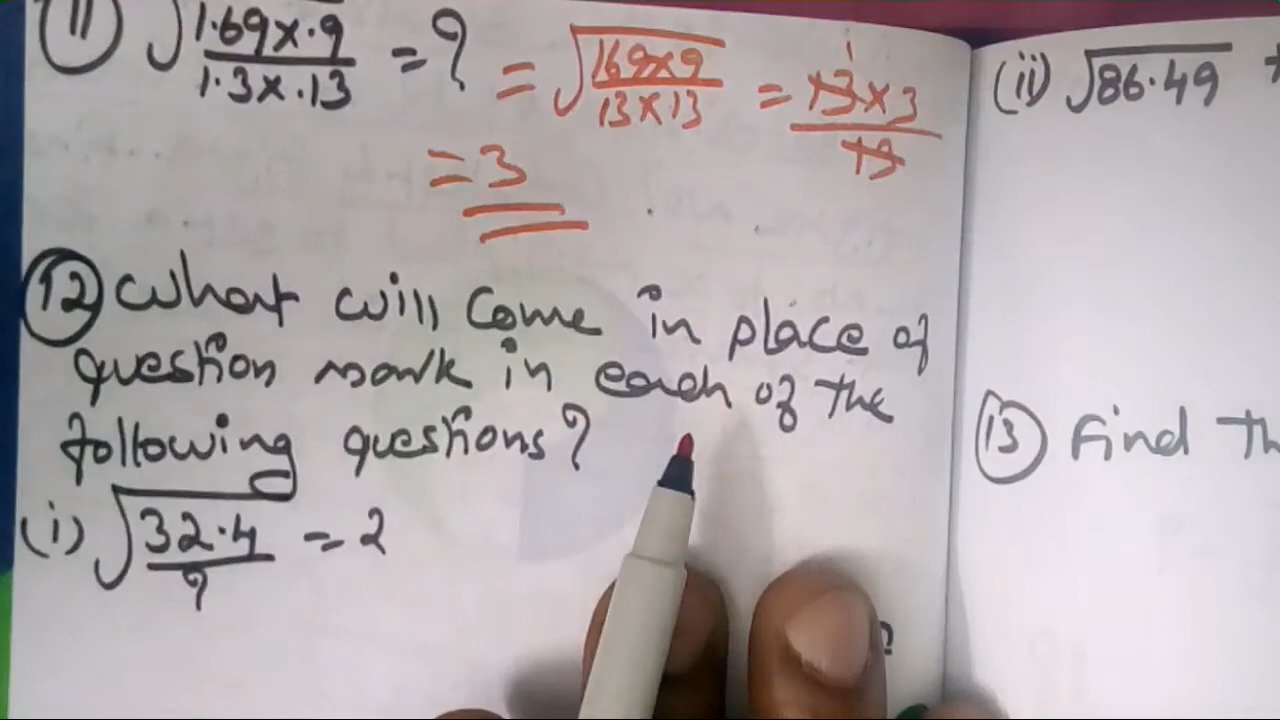 11) √(1.69×.9 / 1.3×.13) = ?
= √(169×9 / 13×13) = 13×3 / 13
1
= 3
12) What will come in place of
question mark in each of the
following questions?
(i) √(32.4 / ?) = 2
(ii) √86.49
13) Find Th